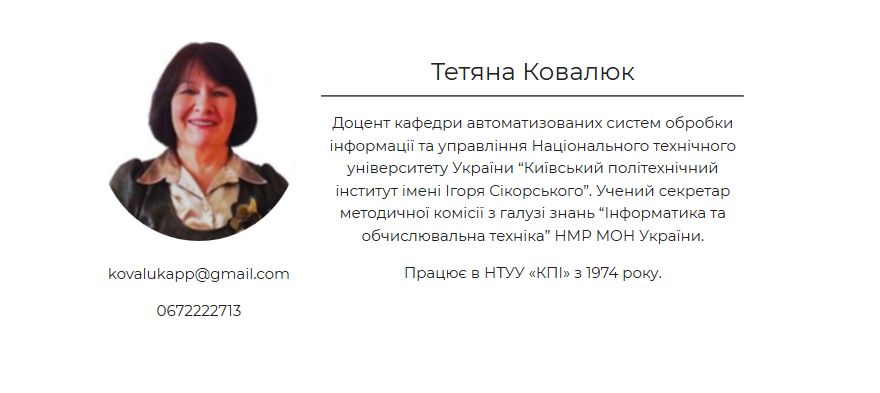 Тетяна Ковалюк
Доцент кафедри автоматизованих систем обробки
інформації та управління Національного технічного
університету України “Київський політехнічний
інститут імені Ігоря Сікорського”. Учений секретар
методичної комісії з галузі знань “Інформатика та
обчислювальна техніка” НМР МОН України.
Працює в НТУУ «КПІ» з 1974 року.
kovalukapp@gmail.com
0672222713